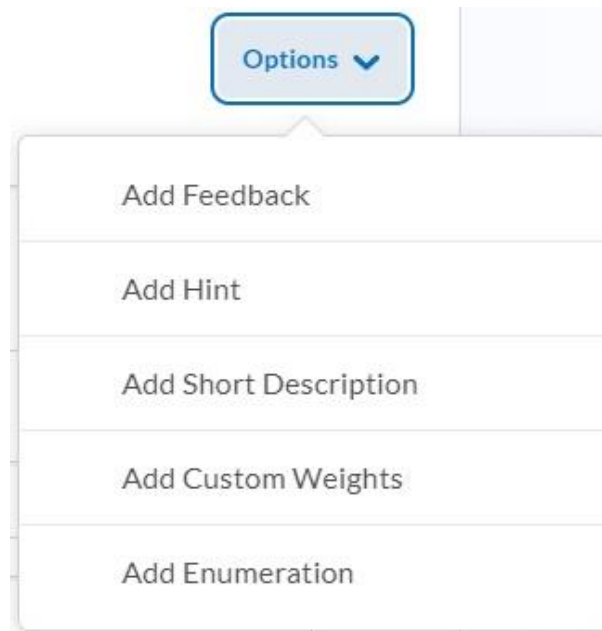 Options
Add Feedback
Add Hint
Add Short Description
Add Custom Weights
Add Enumeration